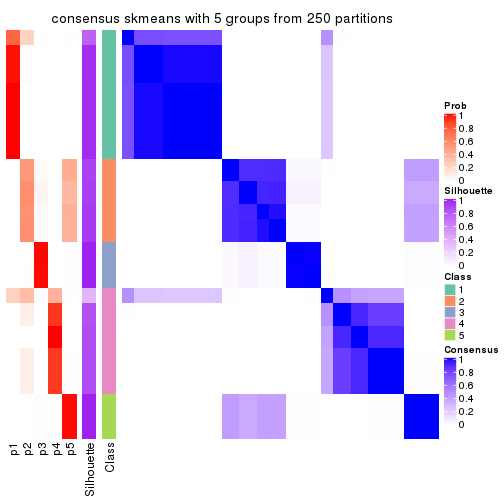 consensus skmeans with 5 groups from 250 partitions
Prob
1
0.8
0.6
0.4
0.2
0
Silhouette
1
0.8
0.6
0.4
0.2
0
Class
1
2
3
4
5
Consensus
1
0.8
0.6
0.4
0.2
0
p1
p2
p3
p4
p5
Silhouette
Class